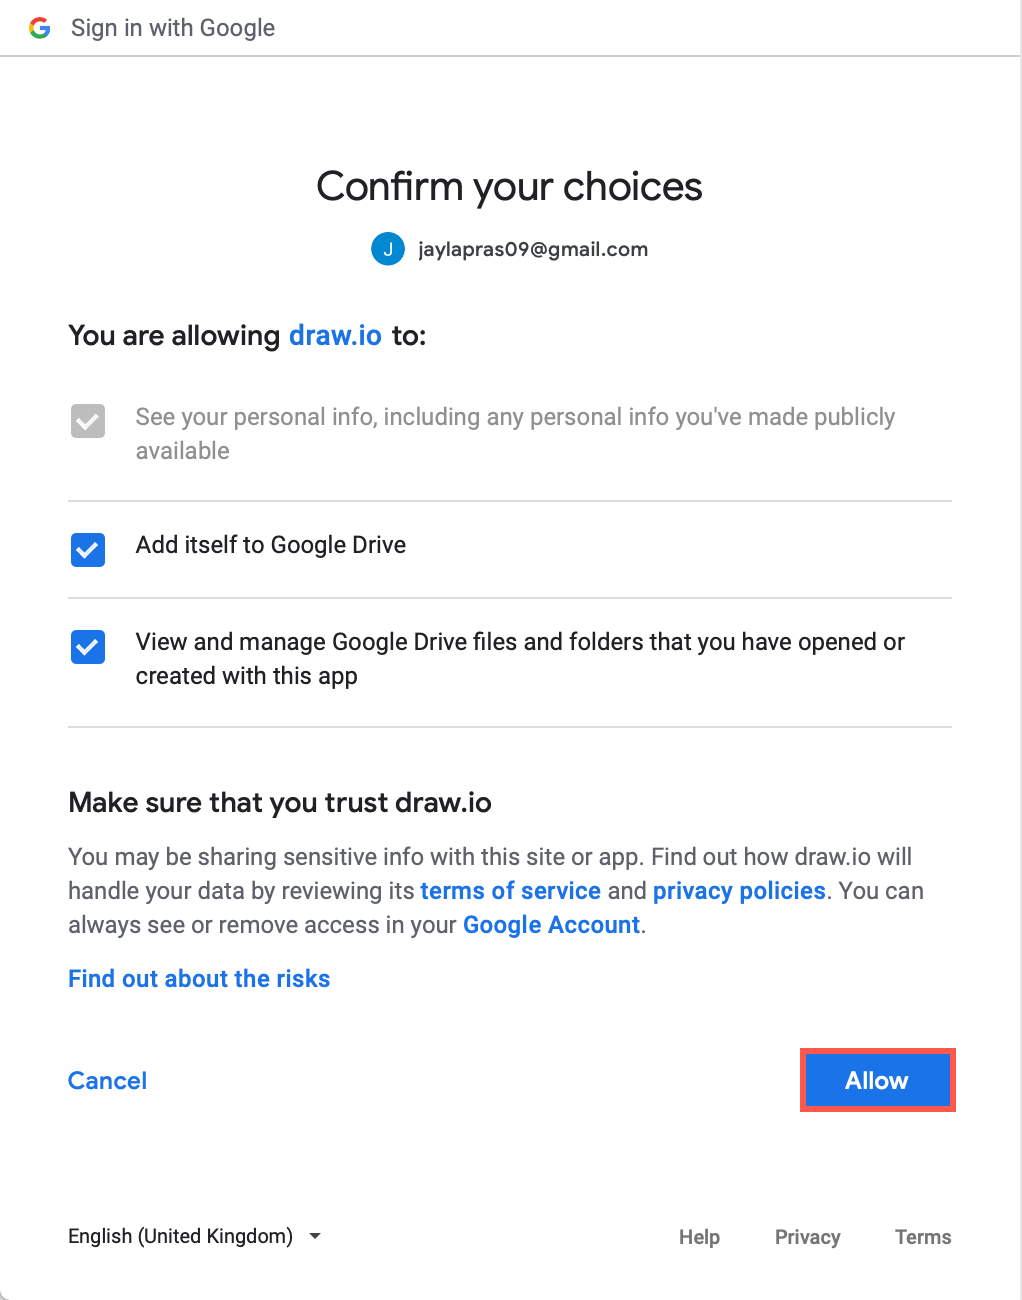 Sign in with Google
Confirm your choices
J jaylapras09@gmail.com
You are allowing draw.io to:
See your personal info, including any personal info you've made publicly
available
Add itself to Google Drive
View and manage Google Drive files and folders that you have opened or
created with this app
Make sure that you trust draw.io
You may be sharing sensitive info with this site or app. Find out how draw.io will
handle your data by reviewing its terms of service and privacy policies. You can
always see or remove access in your Google Account.
Find out about the risks
Cancel Allow
English (United Kingdom) Help Privacy Terms